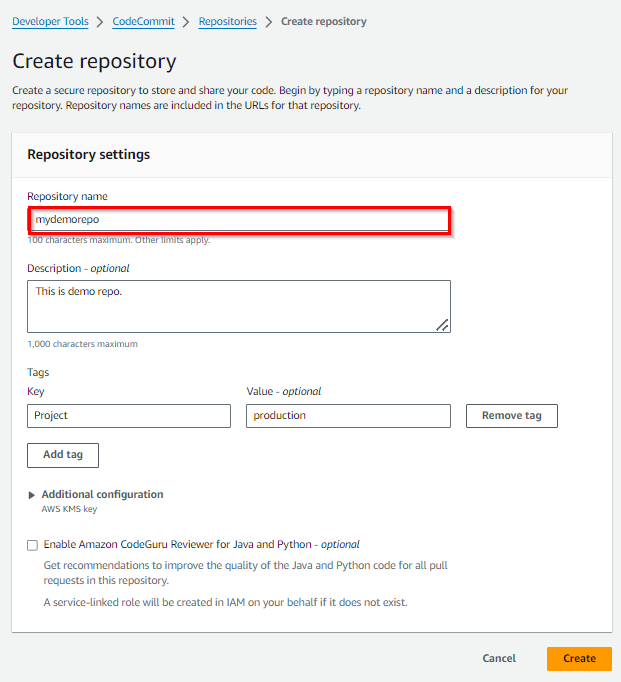 Developer Tools > CodeCommit > Repositories > Create repository
Create repository
Create a secure repository to store and share your code. Begin by typing a repository name and a description for your
repository. Repository names are included in the URLs for that repository.
Repository settings
Repository name
mydemorepo
100 characters maximum. Other limits apply.
Description - optional
This is demo repo.
1,000 characters maximum
Tags
Key Value - optional
Project production Remove tag
Add tag
Additional configuration
AWS KMS key
Enable Amazon CodeGuru Reviewer for Java and Python - optional
Get recommendations to improve the quality of the Java and Python code for all pull
requests in this repository.
A service-linked role will be created in IAM on your behalf if it does not exist.
Cancel Create